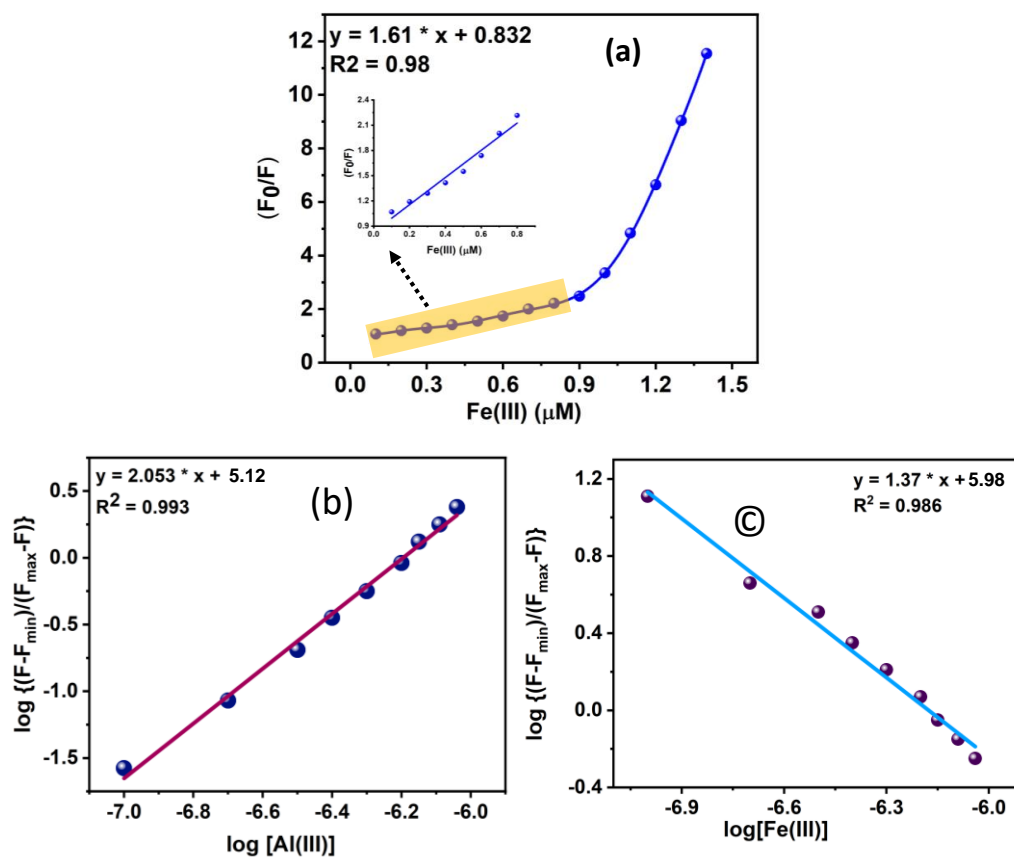 y = 1.61 * x + 0.832
R2 = 0.98
(a)
(F0/F)
12
10
8
6
4
2
0
0.0 0.3 0.6 0.9 1.2 1.5
Fe(III) (μM)
(F0/F)
2.4
2.1
1.8
1.5
1.2
0.9
0.0 0.2 0.4 0.6 0.8
Fe(III) (μM)
y = 2.053 * x + 5.12
R² = 0.993
(b)
log {(F-Fmin)/(Fmax-F)}
0.5
0.0
-0.5
-1.0
-1.5
-7.0 -6.8 -6.6 -6.4 -6.2 -6.0
log [Al(III)]
y = 1.37 * x + 5.98
R² = 0.986
©
log {(F-Fmin)/(Fmax-F)}
1.2
0.8
0.4
0.0
-0.4
-6.9 -6.6 -6.3 -6.0
log[Fe(III)]